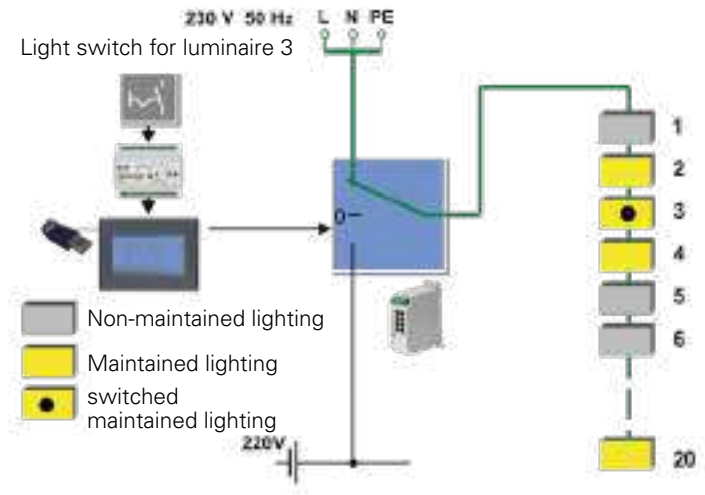 230 V 50 Hz L N PE
Light switch for luminaire 3
1
2
3
4
5
6
20
0
Non-maintained lighting
Maintained lighting
switched
maintained lighting
220V